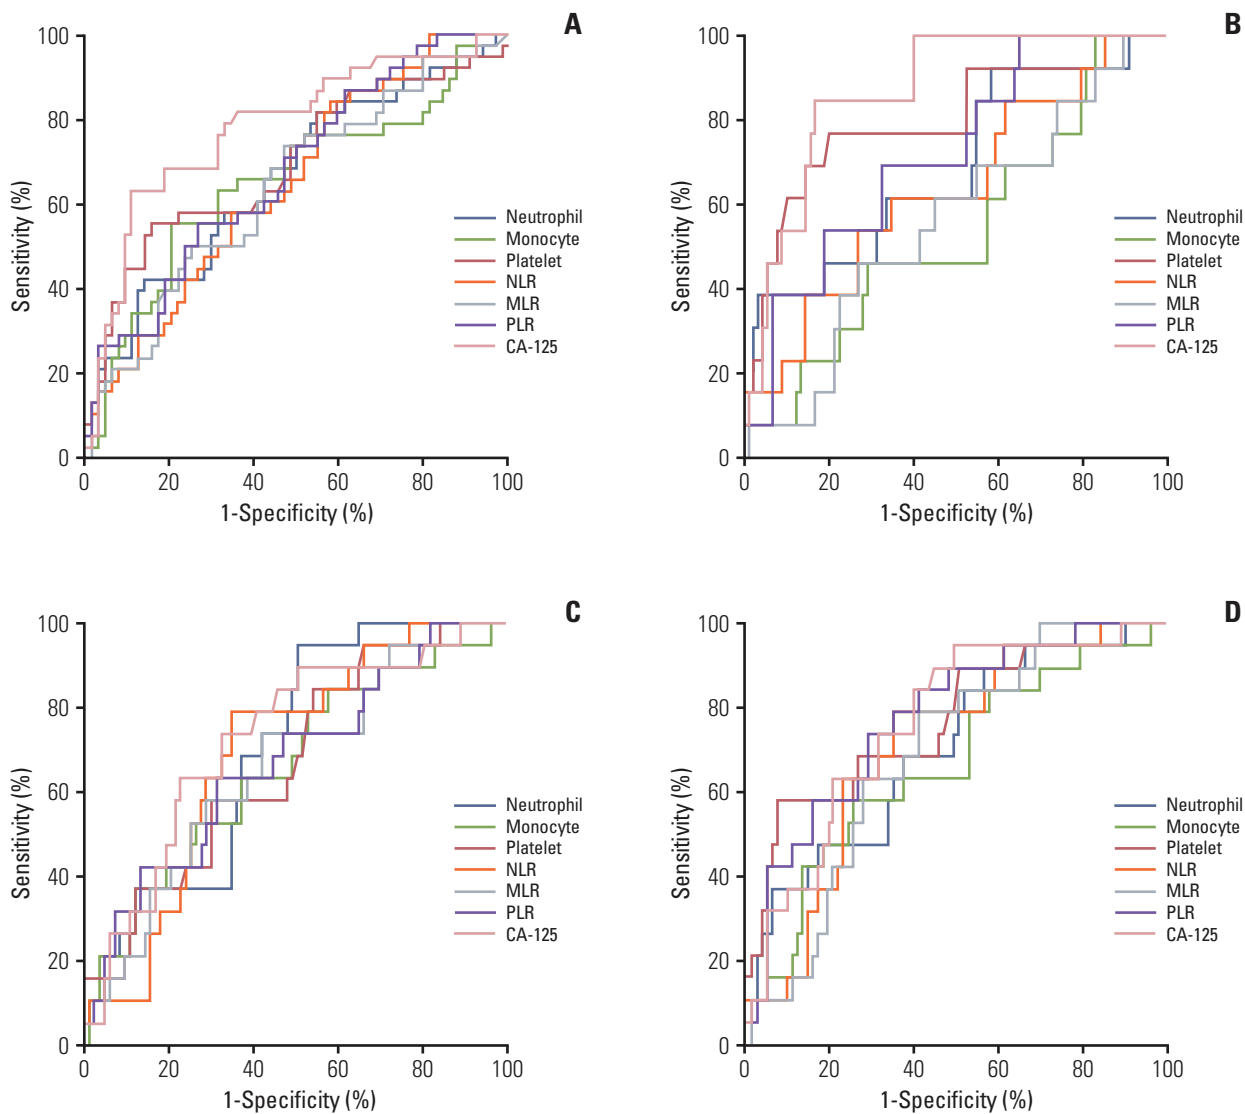 A
100
80
60
40
20
0
Sensitivity (%)
0 20 40 60 80 100
1-Specificity (%)
Neutrophil
Monocyte
Platelet
NLR
MLR
PLR
CA-125
B
100
80
60
40
20
0
Sensitivity (%)
0 20 40 60 80 100
1-Specificity (%)
Neutrophil
Monocyte
Platelet
NLR
MLR
PLR
CA-125
C
100
80
60
40
20
0
Sensitivity (%)
0 20 40 60 80 100
1-Specificity (%)
Neutrophil
Monocyte
Platelet
NLR
MLR
PLR
CA-125
D
100
80
60
40
20
0
Sensitivity (%)
0 20 40 60 80 100
1-Specificity (%)
Neutrophil
Monocyte
Platelet
NLR
MLR
PLR
CA-125